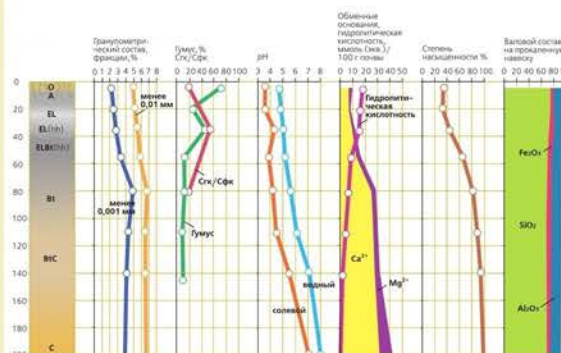 Гранулометри-
ческий состав,
фракции, %
0 1 2 3 4 5 6 7 8
Гумус, %
Сгк/Сфк
0 20 40 60 80 100
pH
3 4 5 6 7 8
Обменные
основания,
гидролитическая
кислотность,
ммоль (экв.)/
100 г почвы
0 10 20 30 40 50
Степень
насыщенности %
0 20 40 60 80 100
Валовой состав
на прокаленную
навеску
0 20 40 60 80
0
20
40
60
80
100
120
140
160
180
O
A
EL
EL(hh)
ELBt(hh)
Bt
BtC
C
менее
0,01 мм
менее
0,001 мм
Сгк/Сфк
Гумус
водный
солевой
Гидролити-
ческая
кислотность
Ca²⁺
Mg²⁺
Fe₂O₃
SiO₂
Al₂O₃